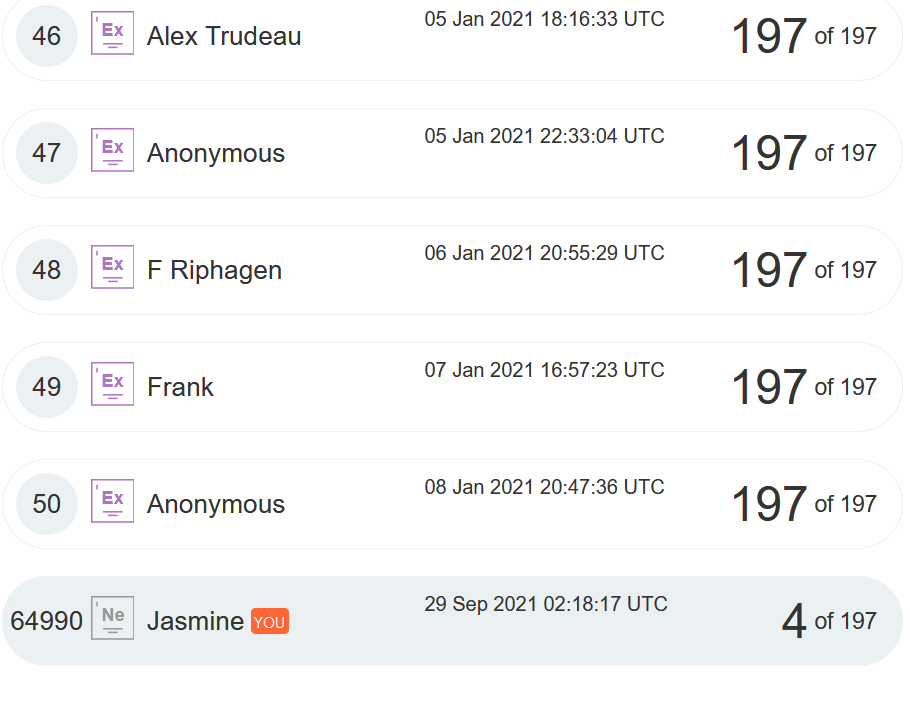 46 Ex Alex Trudeau 05 Jan 2021 18:16:33 UTC 197 of 197
47 Ex Anonymous 05 Jan 2021 22:33:04 UTC 197 of 197
48 Ex F Riphagen 06 Jan 2021 20:55:29 UTC 197 of 197
49 Ex Frank 07 Jan 2021 16:57:23 UTC 197 of 197
50 Ex Anonymous 08 Jan 2021 20:47:36 UTC 197 of 197
64990 Ne Jasmine YOU 29 Sep 2021 02:18:17 UTC 4 of 197